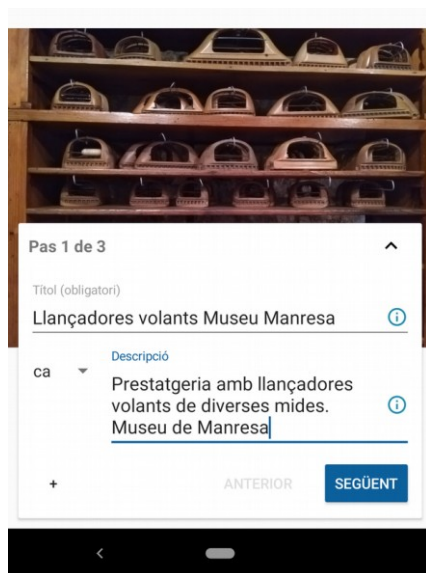 Pas 1 de 3
Títol (obligatori)
Llançadores volants Museu Manresa
ca
Descripció
Prestatgeria amb llançadores
volants de diverses mides.
Museu de Manresa
+
ANTERIOR
SEGÜENT